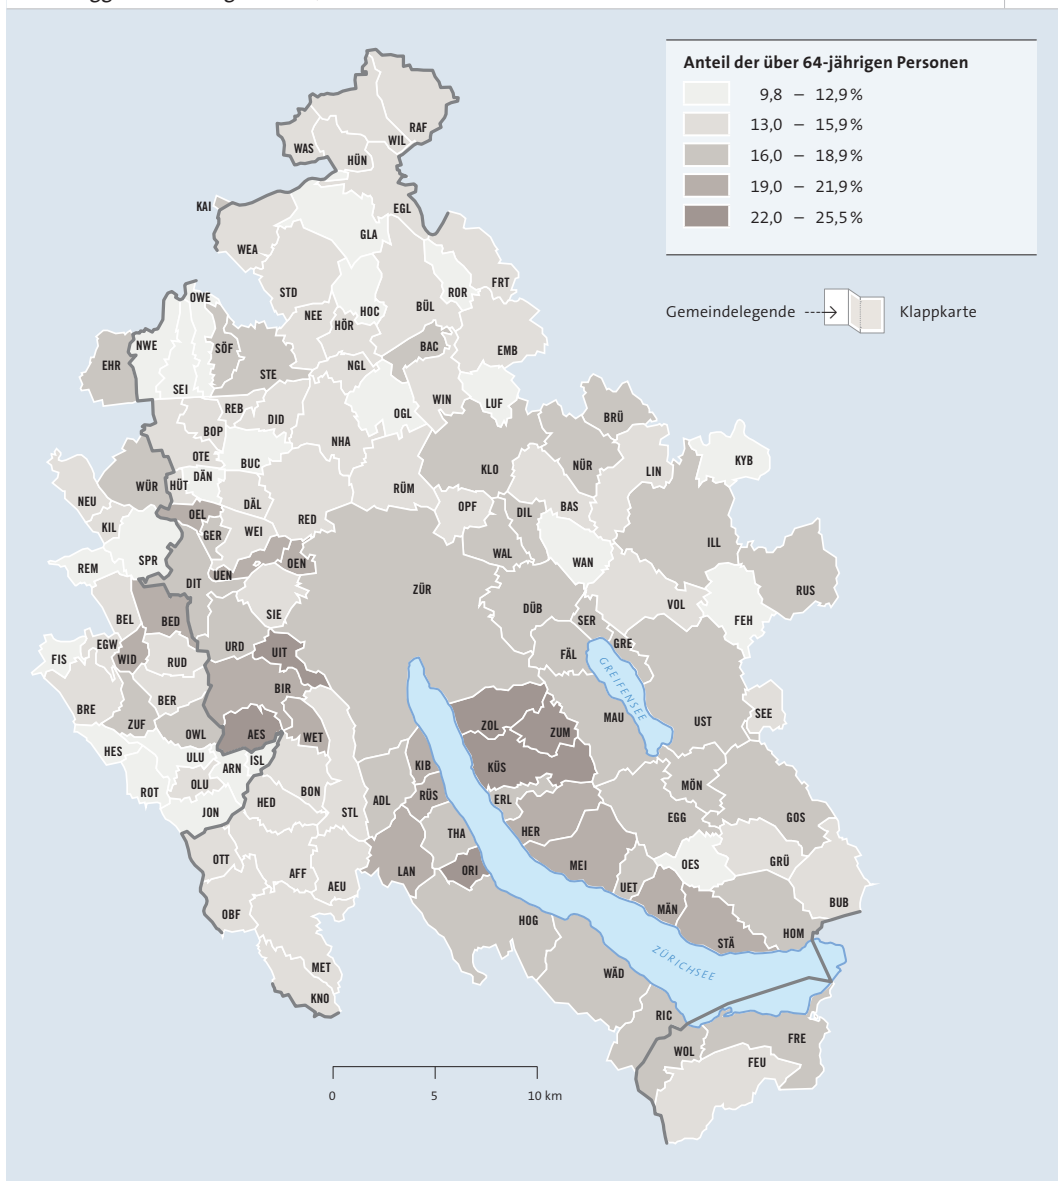 Anteil der über 64-jährigen Personen
9,8 – 12,9 %
13,0 – 15,9 %
16,0 – 18,9 %
19,0 – 21,9 %
22,0 – 25,5 %
Gemeindelegende
Klappkarte
RAF
WIL
WAS
HÜN
KAI
EGL
GLA
WEA
FRT
STD
ROR
OWE
BÜL
HOC
NEE
HÖR
NWE
SÖF
BAC
EMB
EHR
NGL
STE
SEI
WIN
LUF
REB
OGL
DID
BRÜ
BOP
NHA
OTE
BUC
KYB
NÜR
KLO
LIN
DÄN
HÜT
WÜR
RÜM
NEU
DÄL
OPF
BAS
DIL
OEL
RED
KIL
WEI
GER
ILL
WAL
SPR
OEN
WAN
REM
UEN
DIT
ZÜR
RUS
VOL
DÜB
SIE
BEL
BED
SER
FEH
EGW
URD
GRE
UIT
FÄL
FIS
WID
RUD
GREIFENSEE
BIR
BER
BRE
SEE
MAU
UST
ZUF
ZOL
OWL
AES
WET
ZUM
HES
ULU
ISL
ARN
KIB
KÜS
OLU
MÖN
ROT
BON
RÜS
ADL
ERL
HED
JON
STL
EGG
GOS
HER
THA
OTT
GRÜ
OES
MEI
AFF
LAN
ORI
AEU
UET
BUB
MÄN
OBF
HOG
HOM
STÄ
ZÜRICHSEE
MET
WÄD
KNO
RIC
FRE
WOL
FEU
0 5 10 km